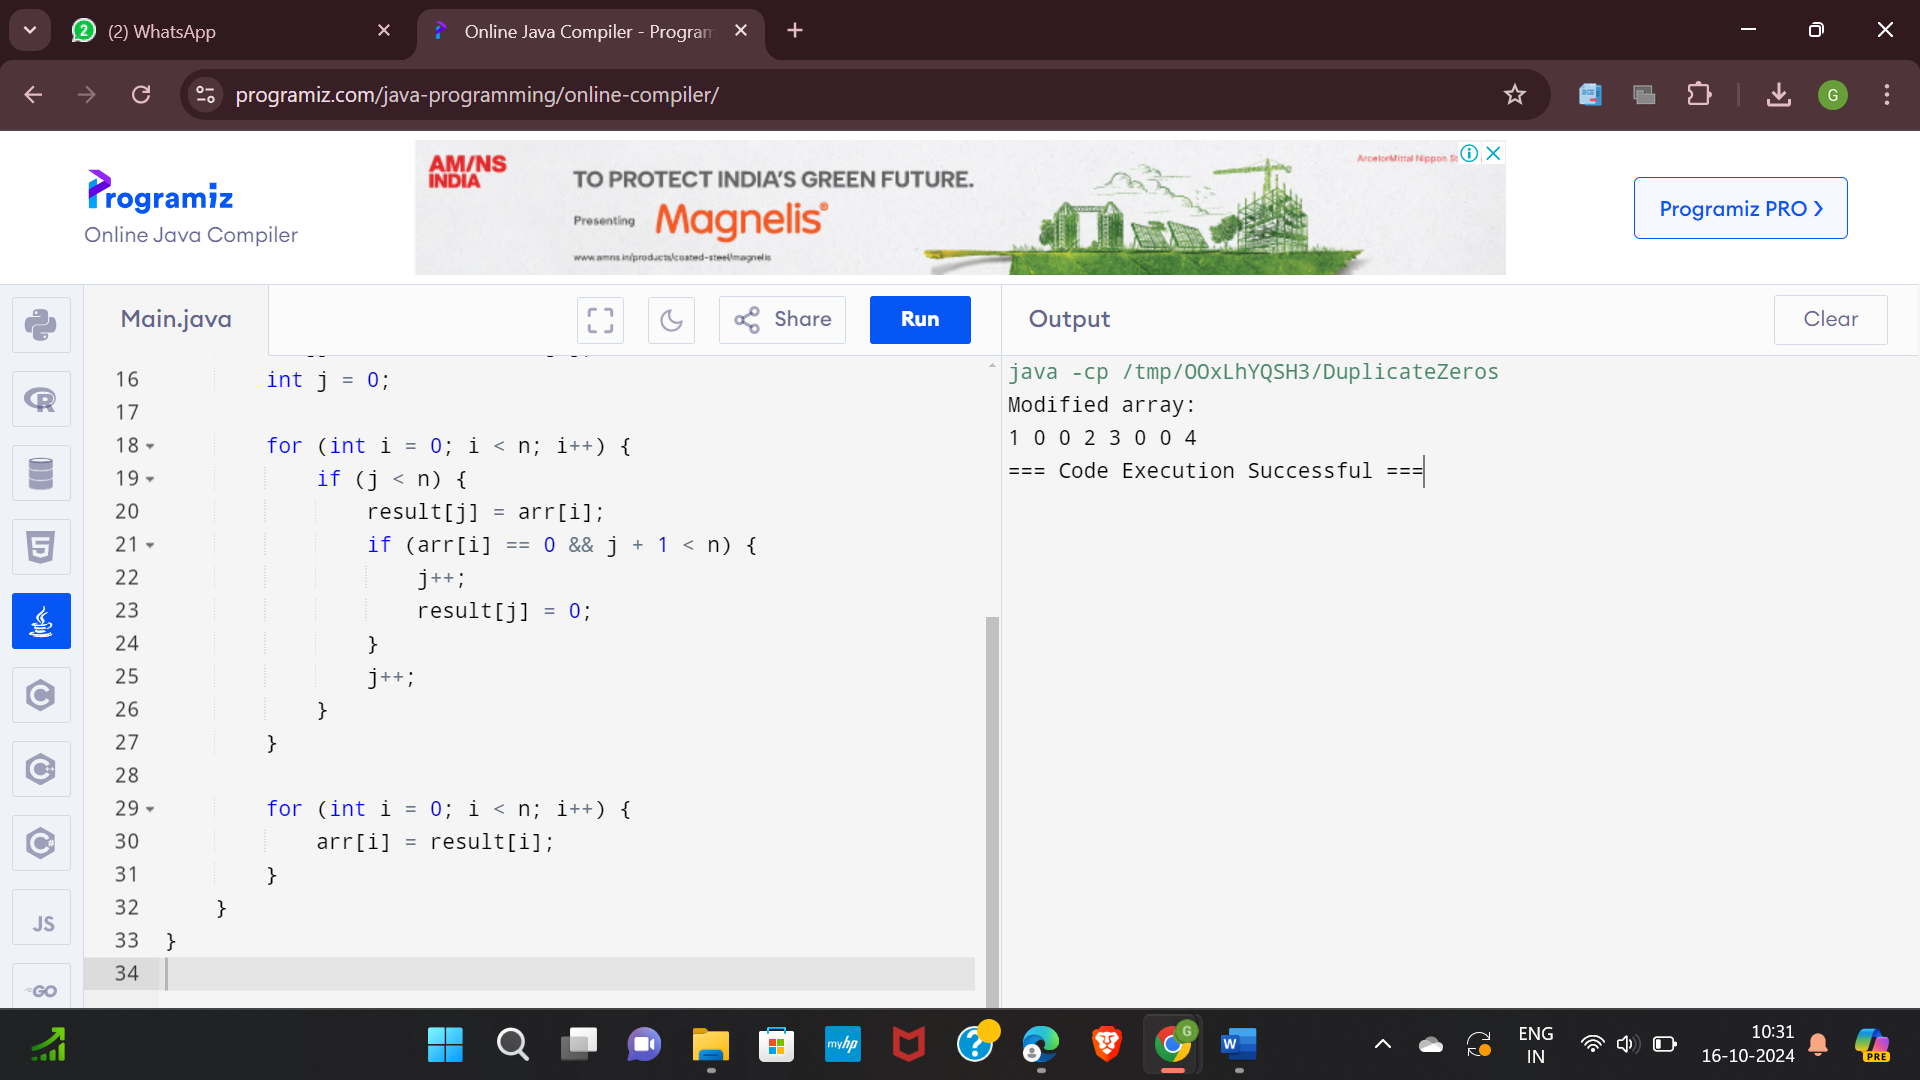 (2) WhatsApp
Online Java Compiler - Program
programiz.com/java-programming/online-compiler/
G
Programiz
Online Java Compiler
AM/NS
INDIA
TO PROTECT INDIA'S GREEN FUTURE.
Presenting Magnelis®
www.amns.in/products/coated-steel/magnelis
ArcelorMittal Nippon
Programiz PRO >
Main.java
Share
Run
Output
Clear
16 int j = 0;
17
18 for (int i = 0; i < n; i++) {
19 if (j < n) {
20 result[j] = arr[i];
21 if (arr[i] == 0 && j + 1 < n) {
22 j++;
23 result[j] = 0;
24 }
25 j++;
26 }
27 }
28
29 for (int i = 0; i < n; i++) {
30 arr[i] = result[i];
31 }
32 }
33 }
34
java -cp /tmp/OOxLhYQSH3/DuplicateZeros
Modified array:
1 0 0 2 3 0 0 4
=== Code Execution Successful ===
JS
GO
myhp
G
W
ENG
IN
10:31
16-10-2024
PRE